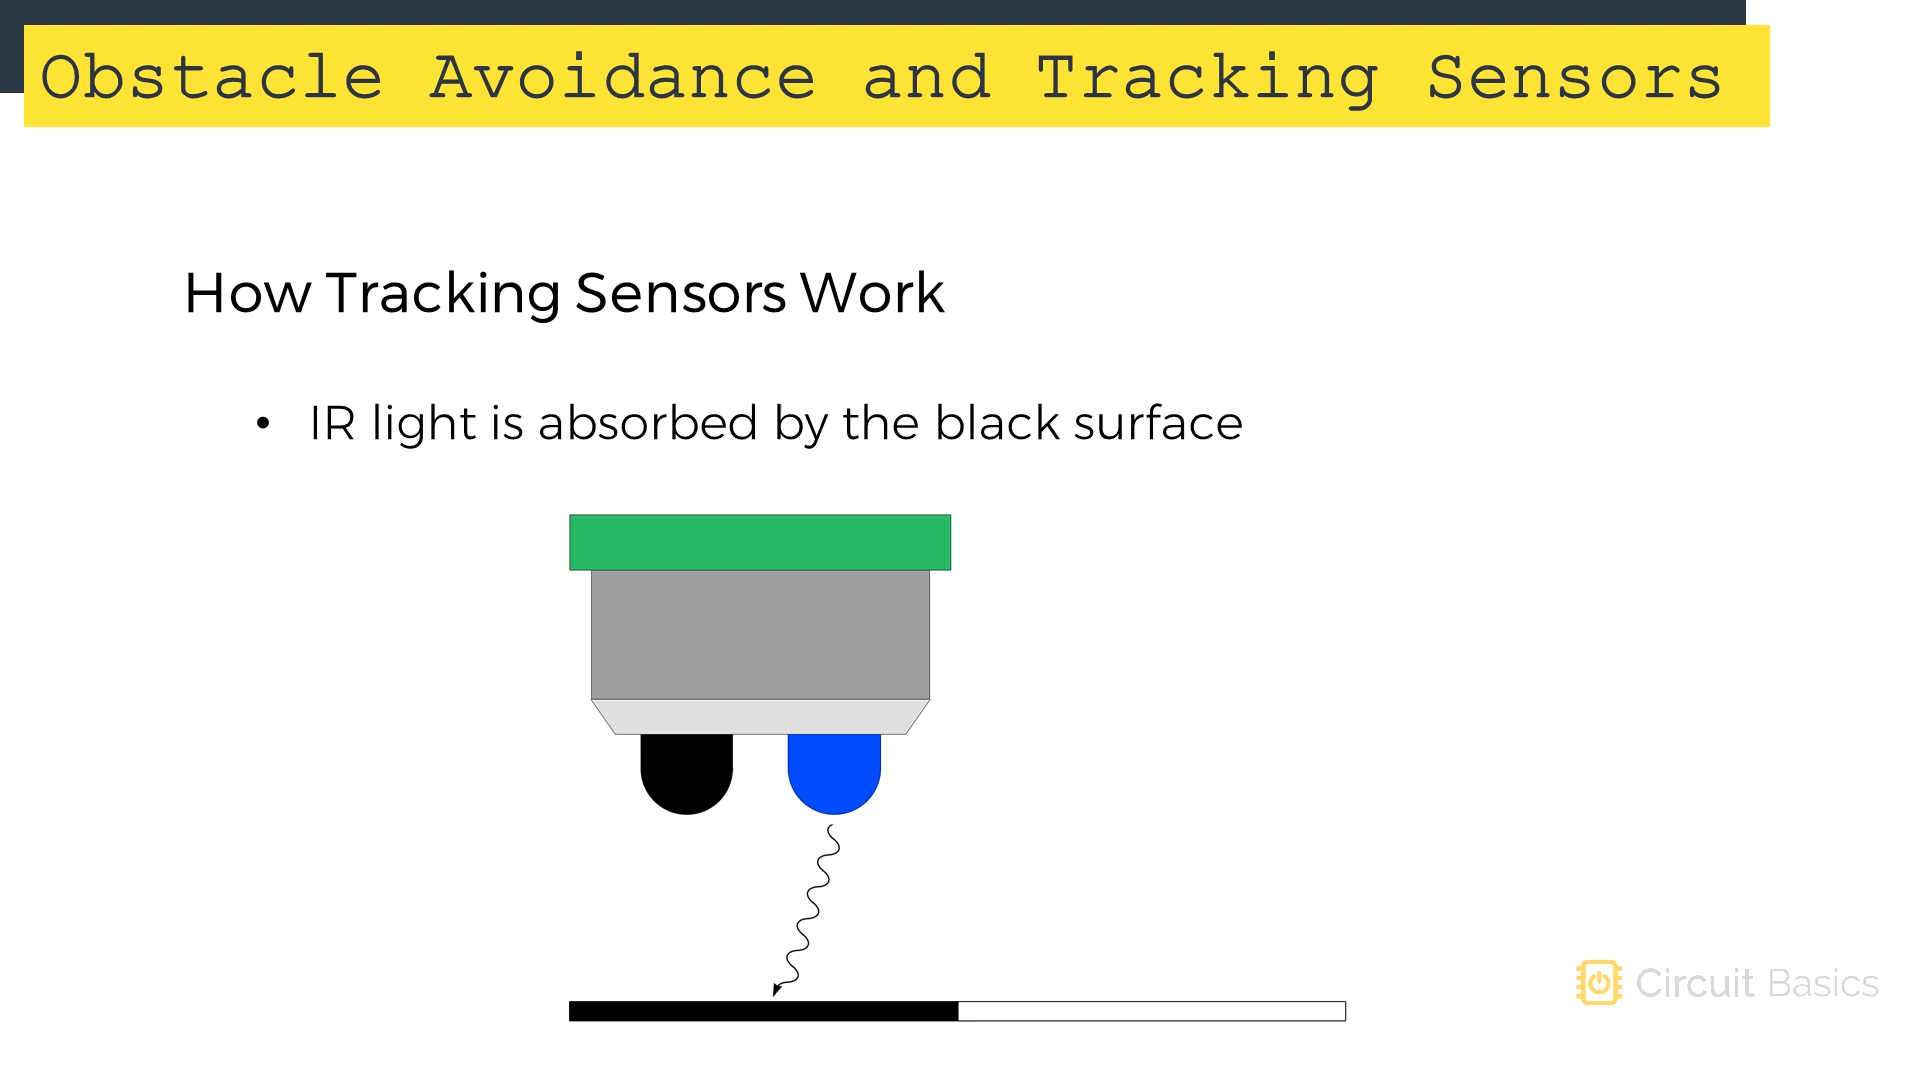 Obstacle Avoidance and Tracking Sensors
How Tracking Sensors Work
• IR light is absorbed by the black surface
Circuit Basics